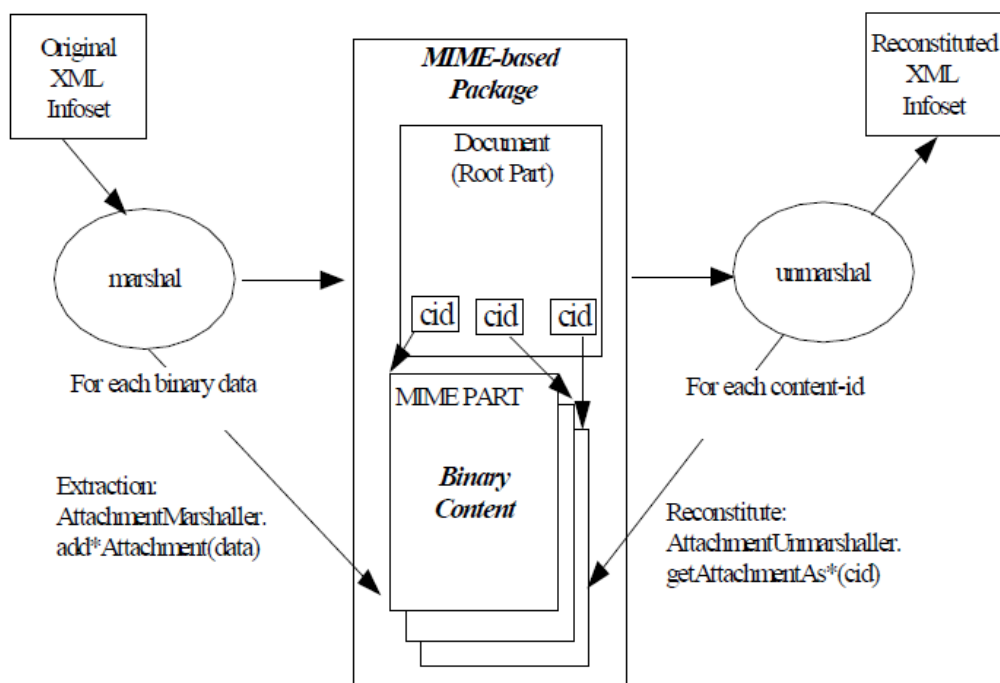 Original
XML
Infoset
MIME-based
Package
Reconstituted
XML
Infoset
Document
(Root Part)
marshal
unmarshal
cid
cid
cid
For each binary data
For each content-id
MIME PART
Binary
Content
Extraction:
AttachmentMarshaller.
add*Attachment(data)
Reconstitute:
AttachmentUnmarshaller.
getAttachmentAs*(cid)